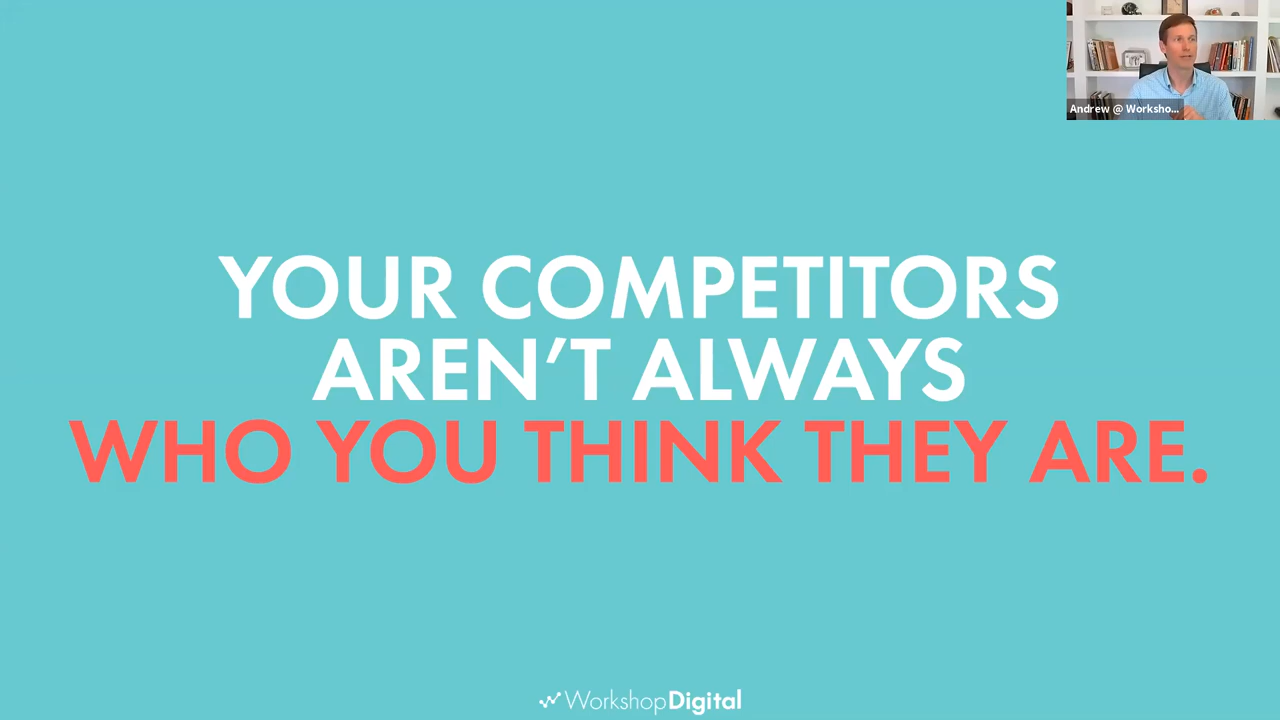 Andrew @ Worksho...
YOUR COMPETITORS
AREN'T ALWAYS
WHO YOU THINK THEY ARE.
WorkshopDigital